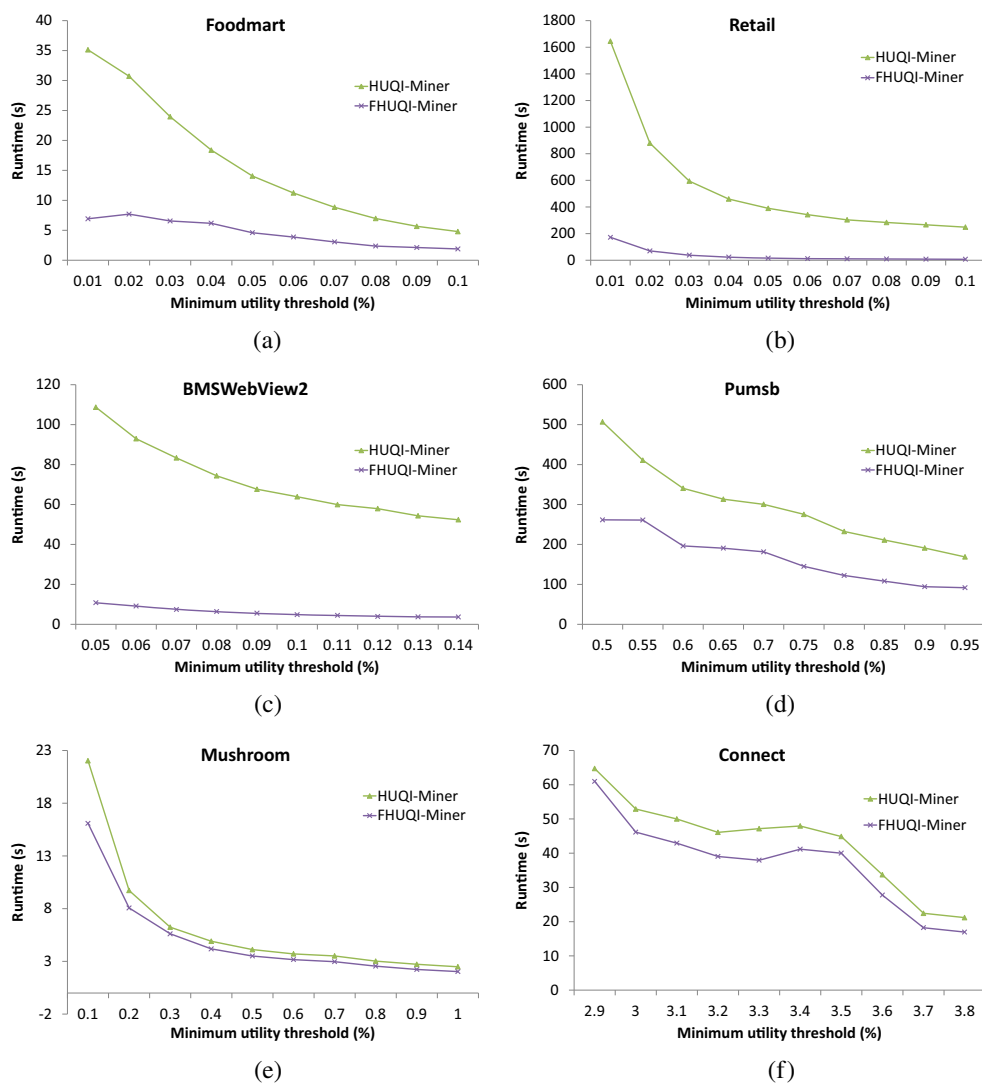 Foodmart
40
35
30
25
20
15
10
5
0
Runtime (s)
HUQI-Miner
FHUQI-Miner
0.01 0.02 0.03 0.04 0.05 0.06 0.07 0.08 0.09 0.1
Minimum utility threshold (%)
(a)
Retail
1800
1600
1400
1200
1000
800
600
400
200
0
Runtime (s)
HUQI-Miner
FHUQI-Miner
0.01 0.02 0.03 0.04 0.05 0.06 0.07 0.08 0.09 0.1
Minimum utility threshold (%)
(b)
BMSWebView2
120
100
80
60
40
20
0
Runtime (s)
HUQI-Miner
FHUQI-Miner
0.05 0.06 0.07 0.08 0.09 0.1 0.11 0.12 0.13 0.14
Minimum utility threshold (%)
(c)
Pumsb
600
500
400
300
200
100
0
Runtime (s)
HUQI-Miner
FHUQI-Miner
0.5 0.55 0.6 0.65 0.7 0.75 0.8 0.85 0.9 0.95
Minimum utility threshold (%)
(d)
Mushroom
23
18
13
8
3
-2
Runtime (s)
HUQI-Miner
FHUQI-Miner
0.1 0.2 0.3 0.4 0.5 0.6 0.7 0.8 0.9 1
Minimum utility threshold (%)
(e)
Connect
70
60
50
40
30
20
10
0
Runtime (s)
HUQI-Miner
FHUQI-Miner
2.9 3 3.1 3.2 3.3 3.4 3.5 3.6 3.7 3.8
Minimum utility threshold (%)
(f)